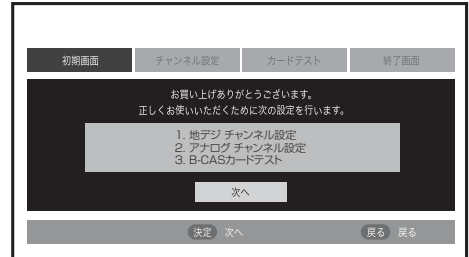 初期画面 チャンネル設定 カードテスト 終了画面
お買い上げありがとうございます。
正しくお使いいただくために次の設定を行います。
1. 地デジ チャンネル設定
2. アナログ チャンネル設定
3. B-CASカードテスト
次へ
決定 次へ 戻る 戻る